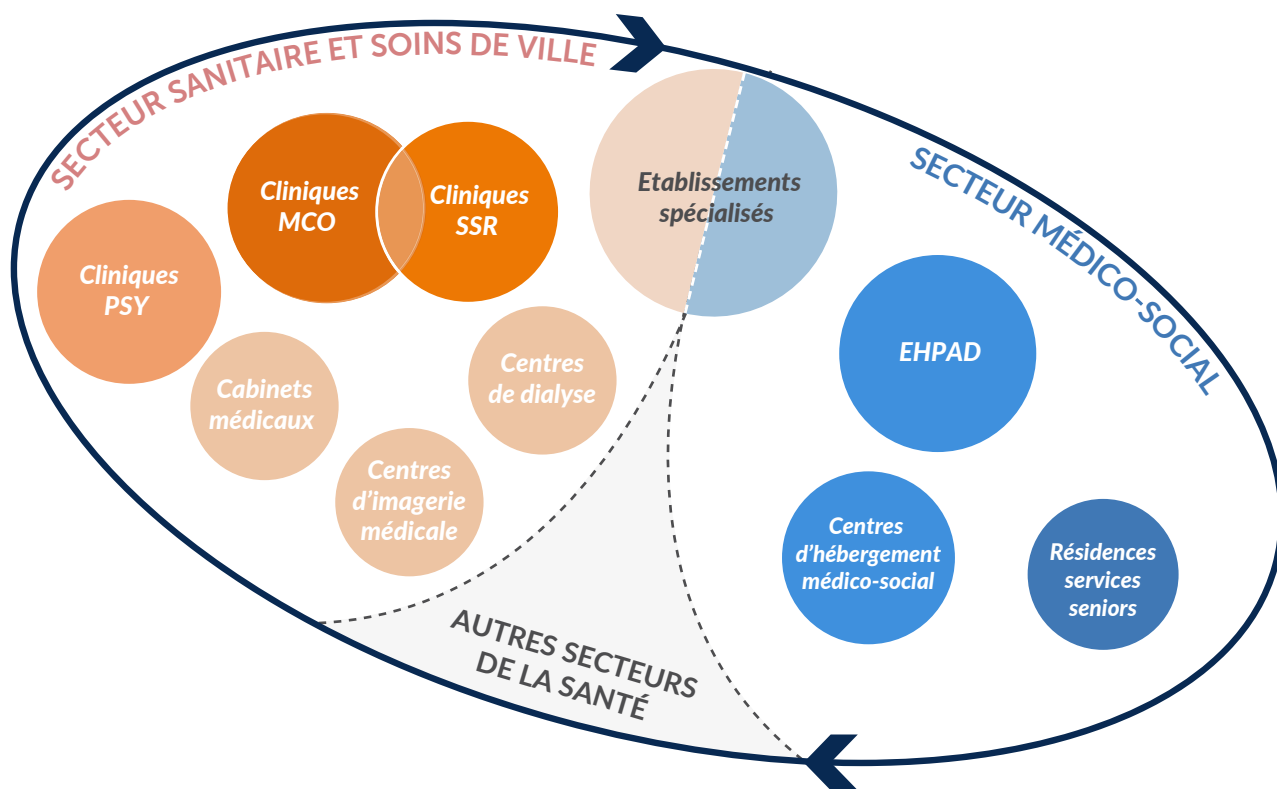 SECTEUR SANITAIRE ET SOINS DE VILLE
Cliniques
MCO
Cliniques
SSR
Etablissements
spécialisés
SECTEUR MÉDICO-SOCIAL
Cliniques
PSY
Cabinets
médicaux
Centres
de dialyse
Centres
d'imagerie
médicale
EHPAD
Centres
d'hébergement
médico-social
Résidences
services
seniors
AUTRES SECTEURS
DE LA SANTÉ